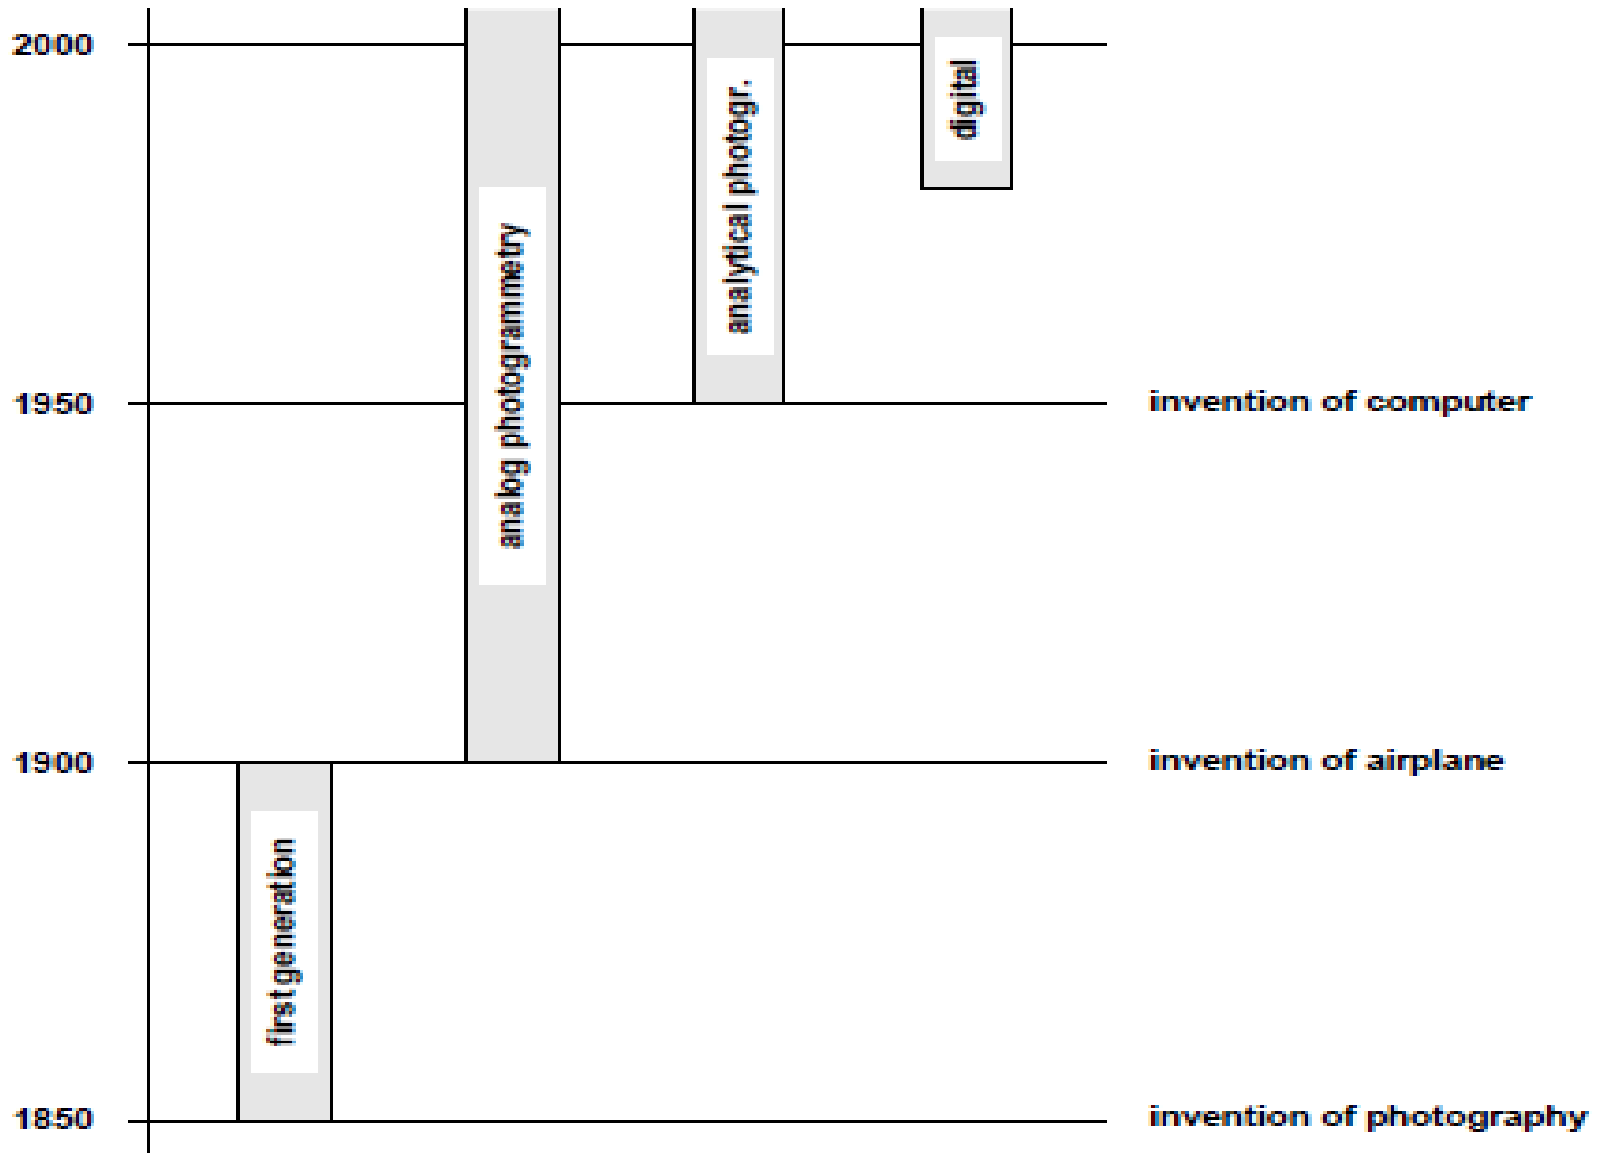 2000
digital
analytical photogr.
analog photogrammetry
1950
invention of computer
1900
invention of airplane
first generation
1850
invention of photography